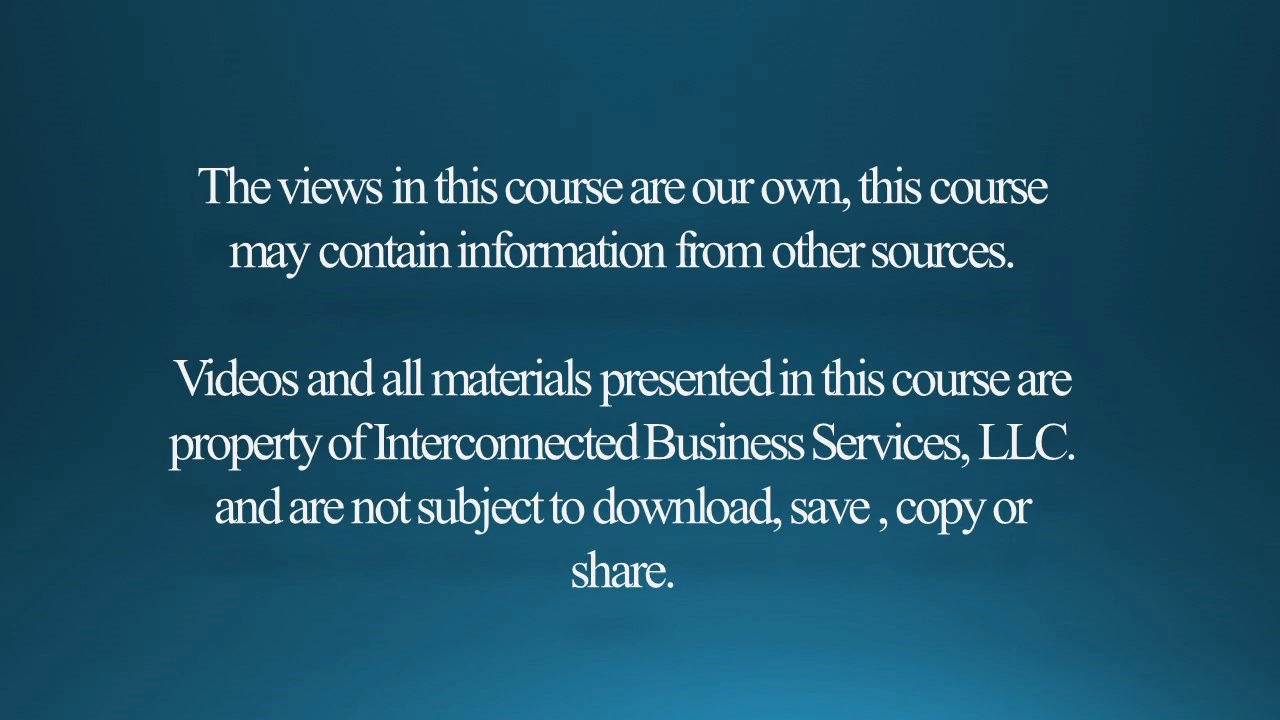 The views in this course are our own, this course
may contain information from other sources.
Videos and all materials presented in this course are
property of Interconnected Business Services, LLC.
and are not subject to download, save , copy or
share.